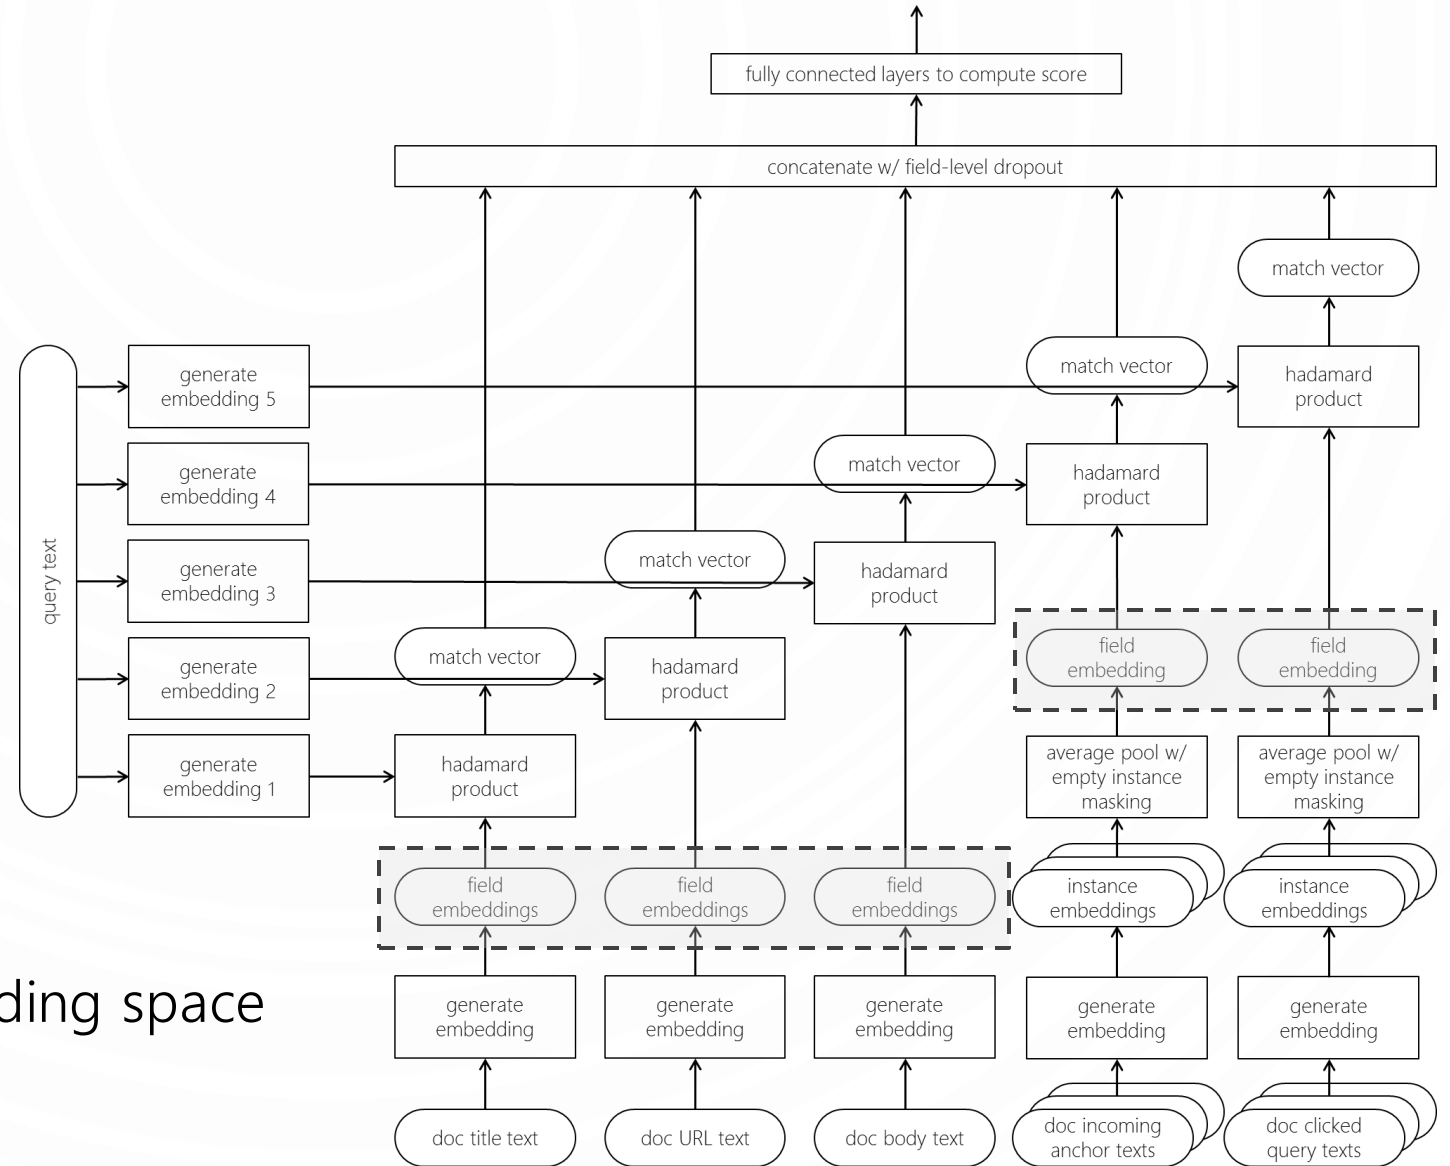 fully connected layers to compute score
concatenate w/ field-level dropout
match vector
match vector
hadamard
product
generate
embedding 5
match vector
hadamard
product
generate
embedding 4
match vector
hadamard
product
generate
embedding 3
query text
match vector
hadamard
product
generate
embedding 2
field
embedding
field
embedding
hadamard
product
generate
embedding 1
average pool w/
empty instance
masking
average pool w/
empty instance
masking
field
embeddings
field
embeddings
field
embeddings
instance
embeddings
instance
embeddings
ding space
generate
embedding
generate
embedding
generate
embedding
generate
embedding
generate
embedding
doc title text
doc URL text
doc body text
doc incoming
anchor texts
doc clicked
query texts